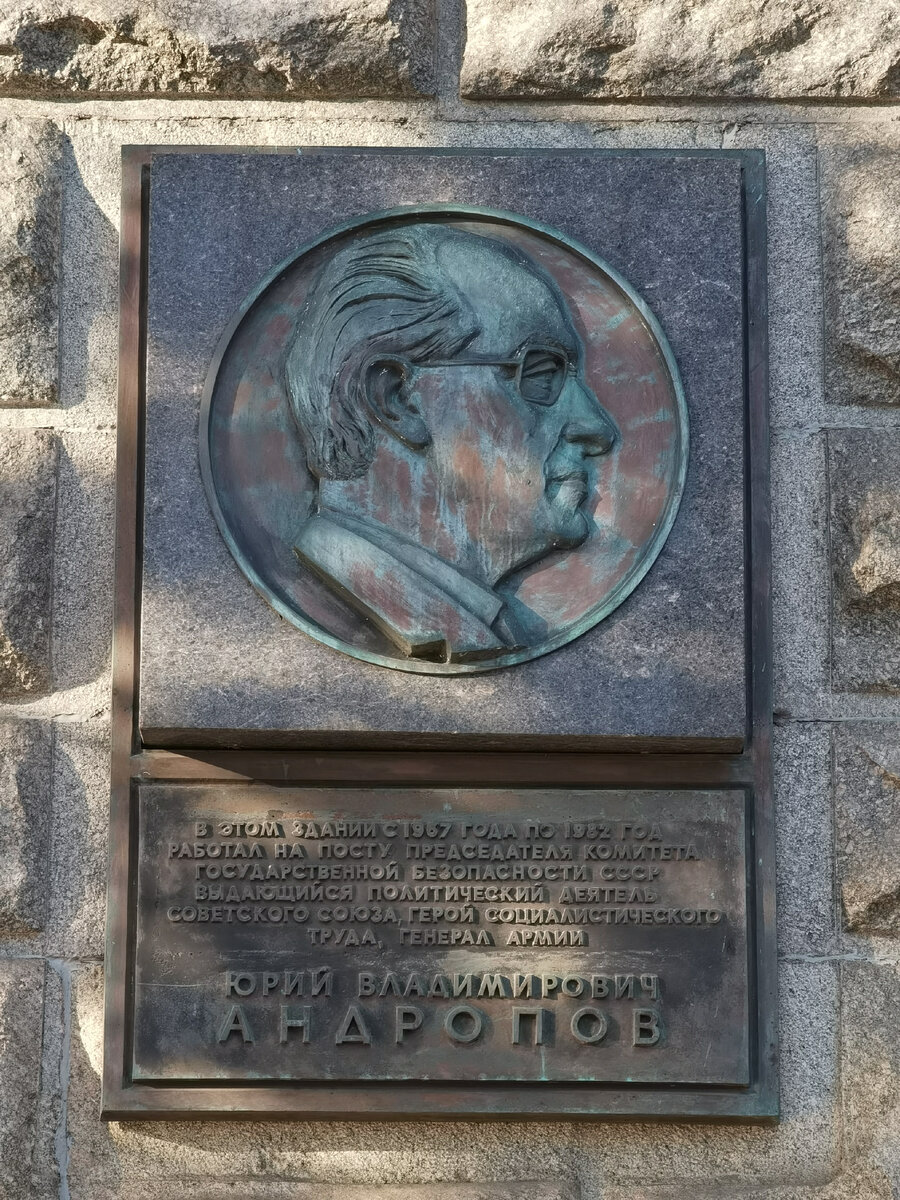 В ЭТОМ ЗДАНИИ С 1967 ГОДА ПО 1982 ГОД
РАБОТАЛ НА ПОСТУ ПРЕДСЕДАТЕЛЯ КОМИТЕТА
ГОСУДАРСТВЕННОЙ БЕЗОПАСНОСТИ СССР
ВЫДАЮЩИЙСЯ ПОЛИТИЧЕСКИЙ ДЕЯТЕЛЬ
СОВЕТСКОГО СОЮЗА, ГЕРОЙ СОЦИАЛИСТИЧЕСКОГО
ТРУДА, ГЕНЕРАЛ АРМИИ
ЮРИЙ ВЛАДИМИРОВИЧ
АНДРОПОВ